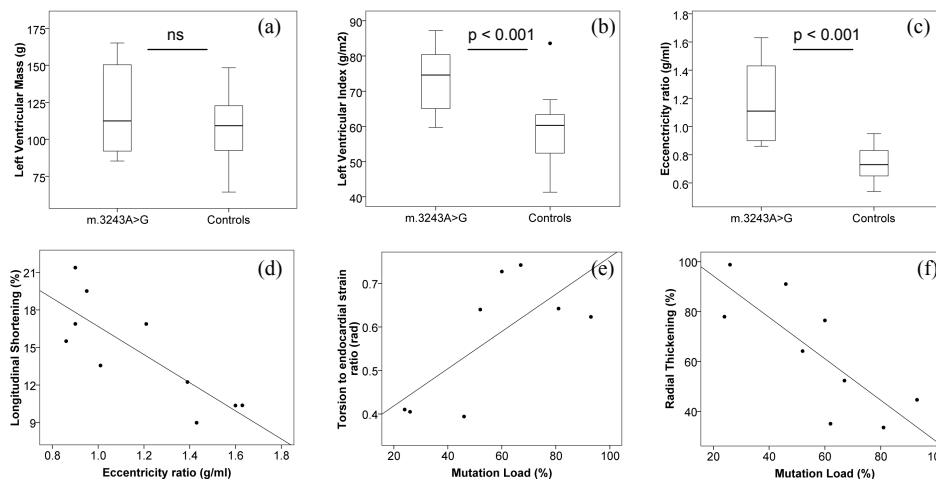 (a)
ns
Left Ventricular Mass (g)
175
150
125
100
75
m.3243A>G
Controls
(b)
p < 0.001
Left Ventricular Index (g/m2)
90
80
70
60
50
40
m.3243A>G
Controls
(c)
p < 0.001
Eccenctricity ratio (g/ml)
1.6
1.4
1.2
1.0
0.8
0.6
m.3243A>G
Controls
(d)
Longitudinal Shortening (%)
21
18
15
12
9
0.8 1.0 1.2 1.4 1.6 1.8
Eccentricity ratio (g/ml)
(e)
Torsion to endocardial strain
ratio (rad)
0.7
0.6
0.5
0.4
20 40 60 80 100
Mutation Load (%)
(f)
Radial Thickening (%)
100
80
60
40
20 40 60 80 100
Mutation Load (%)